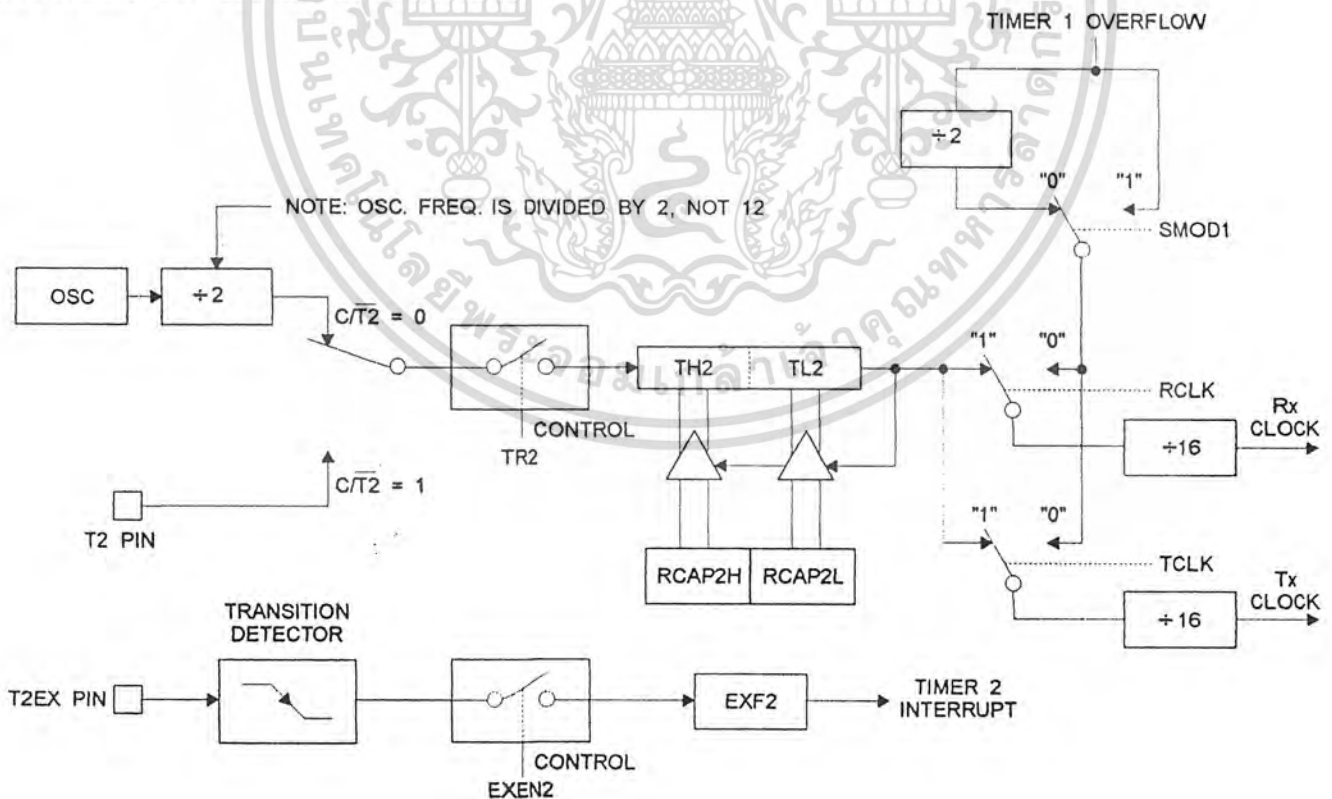 TIMER 1 OVERFLOW
÷2
"0" "1"
NOTE: OSC. FREQ. IS DIVIDED BY 2, NOT 12
SMOD1
OSC
÷2
C/T̅2̅ = 0
"1" "0"
TH2 TL2
RCLK
Rx
CLOCK
CONTROL
TR2
÷16
C/T̅2̅ = 1
T2 PIN
"1" "0"
RCAP2H RCAP2L
TCLK
Tx
CLOCK
÷16
TRANSITION
DETECTOR
T2EX PIN
EXF2
TIMER 2
INTERRUPT
CONTROL
EXEN2